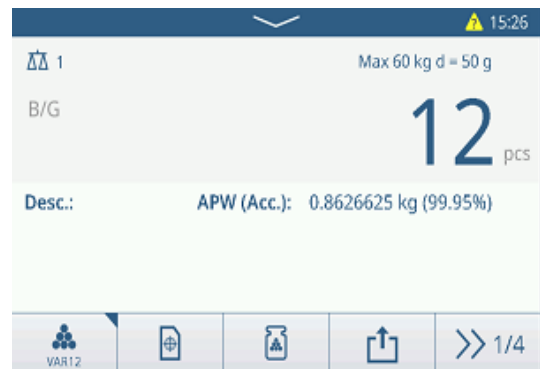 ? 15:26
1 Max 60 kg d = 50 g
B/G
12 pcs
Desc.: APW (Acc.): 0.8626625 kg (99.95%)
VAR12
1/4